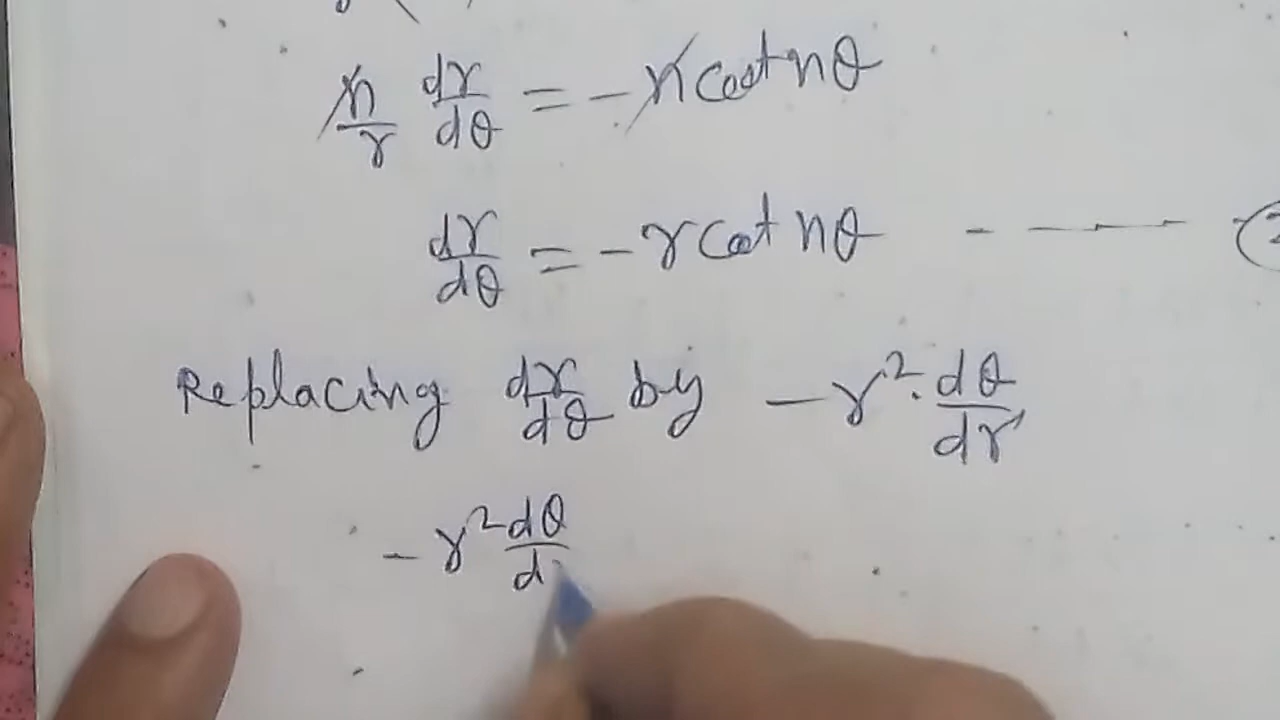 n/r dr/dθ = - n cot nθ
dr/dθ = - r cot nθ - — — —
Replacing dr/dθ by - r². dθ/dr
- r² dθ/d